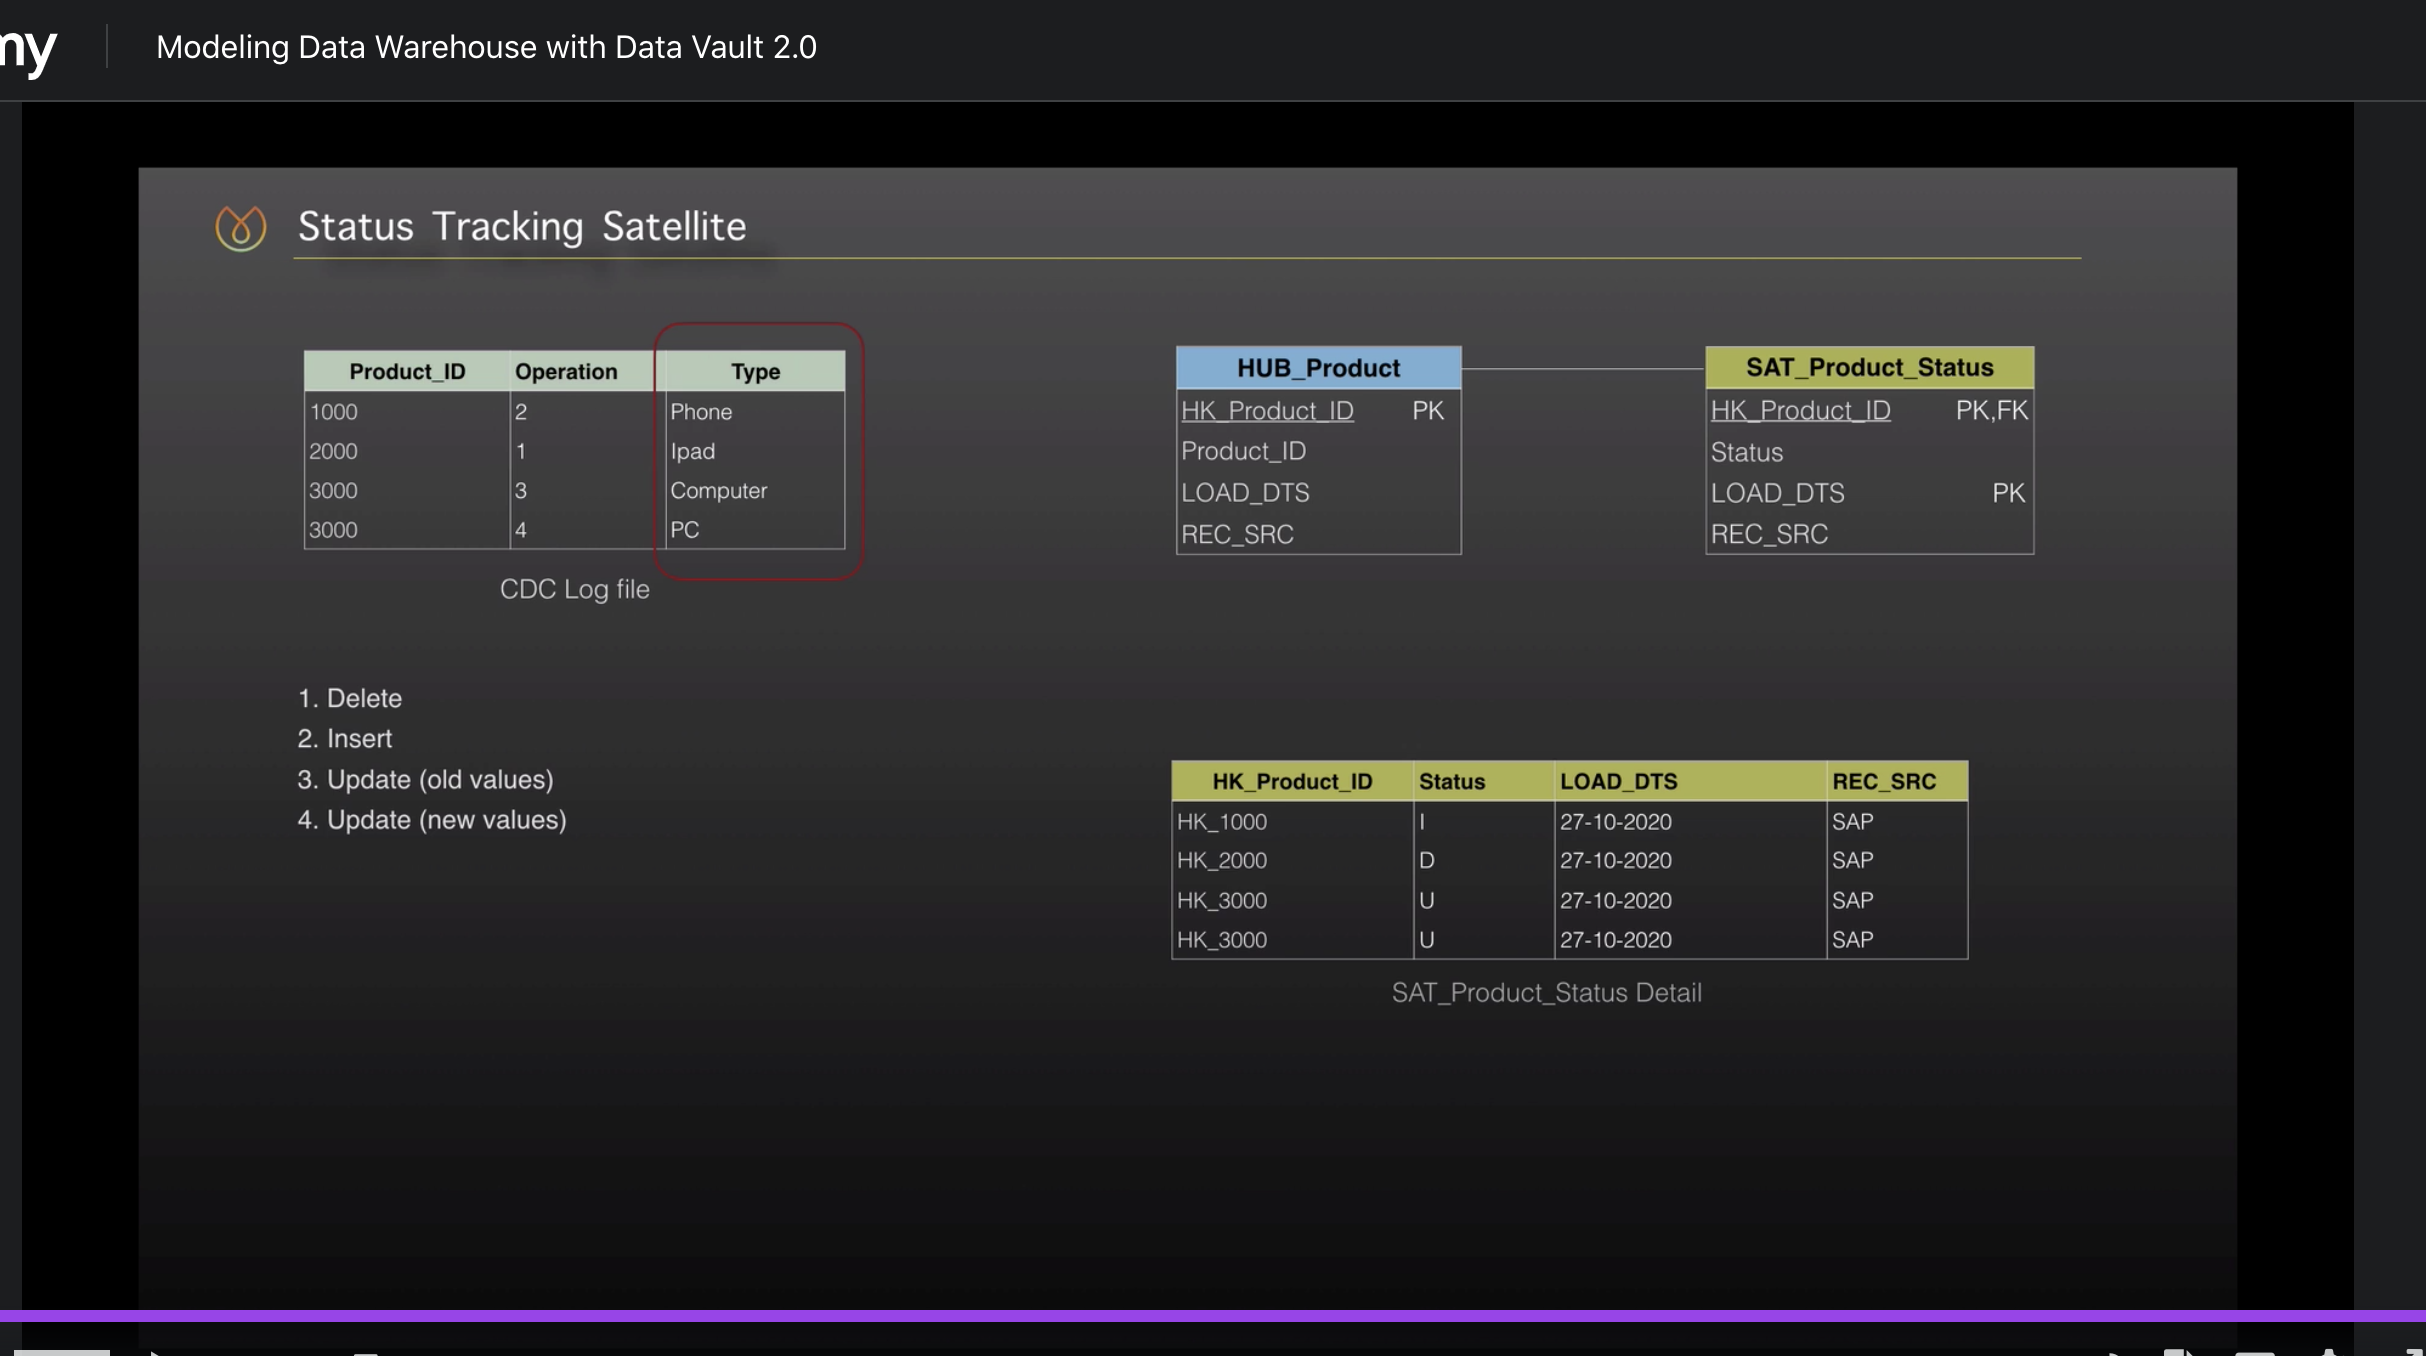 my
Modeling Data Warehouse with Data Vault 2.0
Status Tracking Satellite
Product_ID Operation Type
1000 2 Phone
2000 1 Ipad
3000 3 Computer
3000 4 PC
CDC Log file
HUB_Product
HK_Product_ID PK
Product_ID
LOAD_DTS
REC_SRC
SAT_Product_Status
HK_Product_ID PK,FK
Status
LOAD_DTS PK
REC_SRC
1. Delete
2. Insert
3. Update (old values)
4. Update (new values)
HK_Product_ID Status LOAD_DTS REC_SRC
HK_1000 I 27-10-2020 SAP
HK_2000 D 27-10-2020 SAP
HK_3000 U 27-10-2020 SAP
HK_3000 U 27-10-2020 SAP
SAT_Product_Status Detail